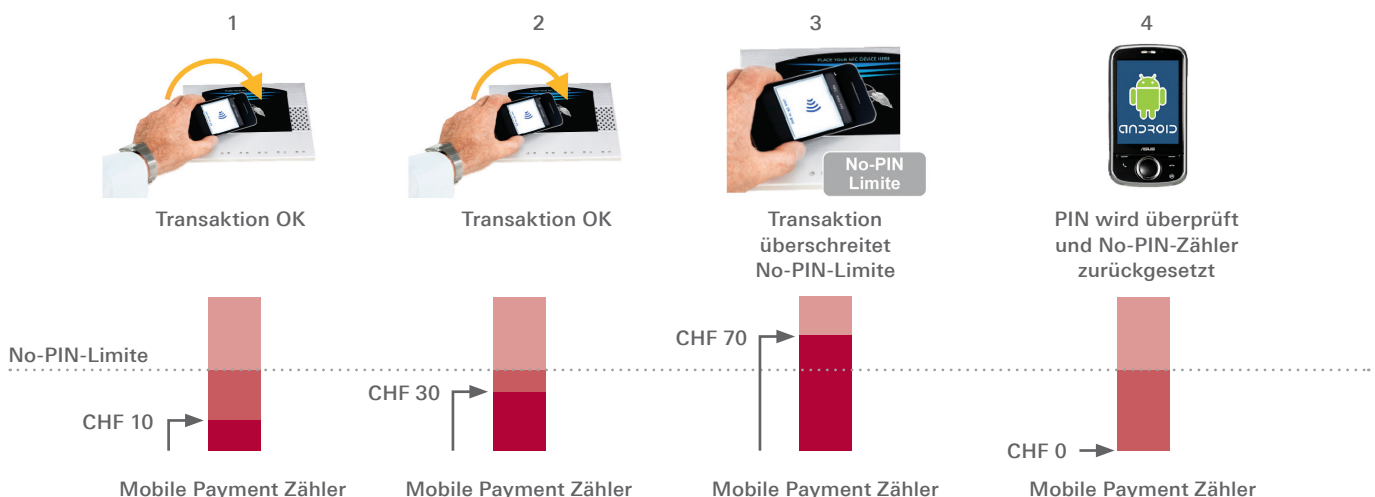 1
2
3
4
PLACE YOUR NFC DEVICE HERE
No-PIN
Limite
ANDROID
ASUS
Transaktion OK
Transaktion OK
Transaktion
überschreitet
No-PIN-Limite
PIN wird überprüft
und No-PIN-Zähler
zurückgesetzt
No-PIN-Limite
CHF 10
CHF 30
CHF 70
CHF 0
Mobile Payment Zähler
Mobile Payment Zähler
Mobile Payment Zähler
Mobile Payment Zähler